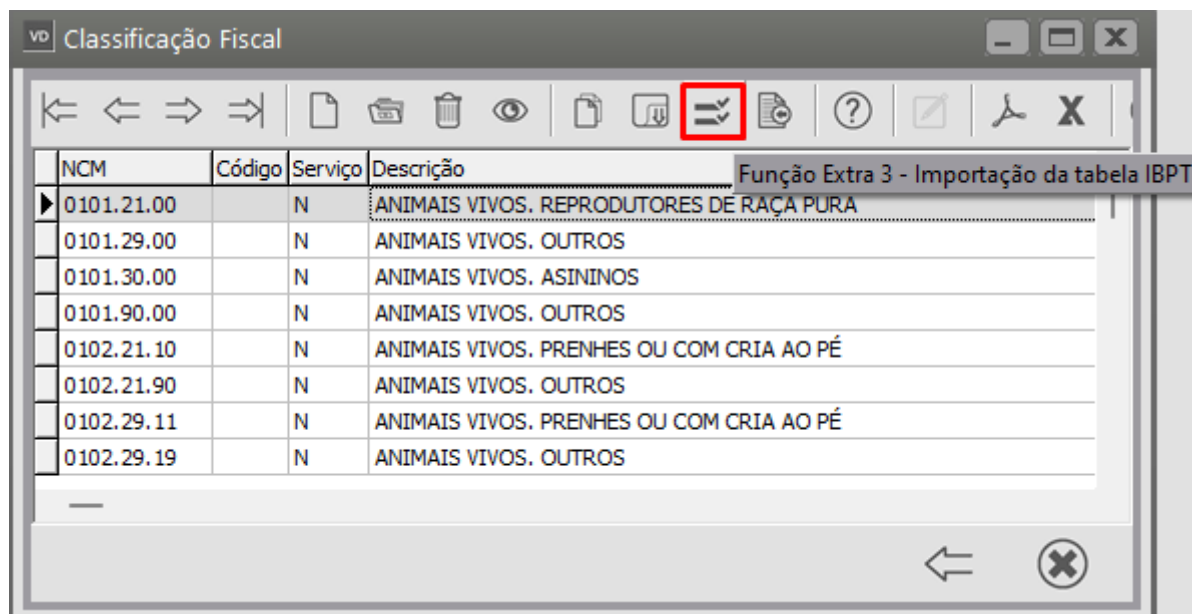 VD Classificação Fiscal
Função Extra 3 - Importação da tabela IBPT
NCM Código Serviço Descrição
0101.21.00 N ANIMAIS VIVOS. REPRODUTORES DE RAÇA PURA
0101.29.00 N ANIMAIS VIVOS. OUTROS
0101.30.00 N ANIMAIS VIVOS. ASININOS
0101.90.00 N ANIMAIS VIVOS. OUTROS
0102.21.10 N ANIMAIS VIVOS. PRENHES OU COM CRIA AO PÉ
0102.21.90 N ANIMAIS VIVOS. OUTROS
0102.29.11 N ANIMAIS VIVOS. PRENHES OU COM CRIA AO PÉ
0102.29.19 N ANIMAIS VIVOS. OUTROS